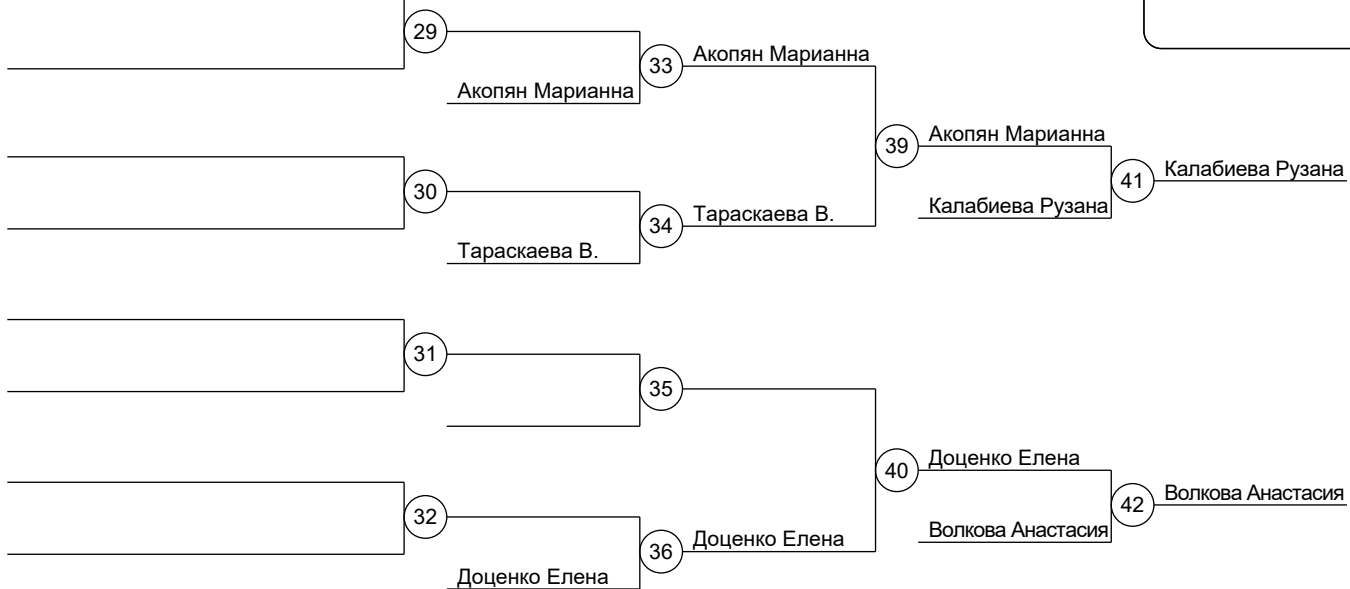 29
33
Акопян Марианна
Акопян Марианна
39
Акопян Марианна
41
Калабиева Рузана
30
34
Тараскаева В.
Калабиева Рузана
Тараскаева В.
31
35
40
Доценко Елена
42
Волкова Анастасия
32
36
Доценко Елена
Волкова Анастасия
Доценко Елена